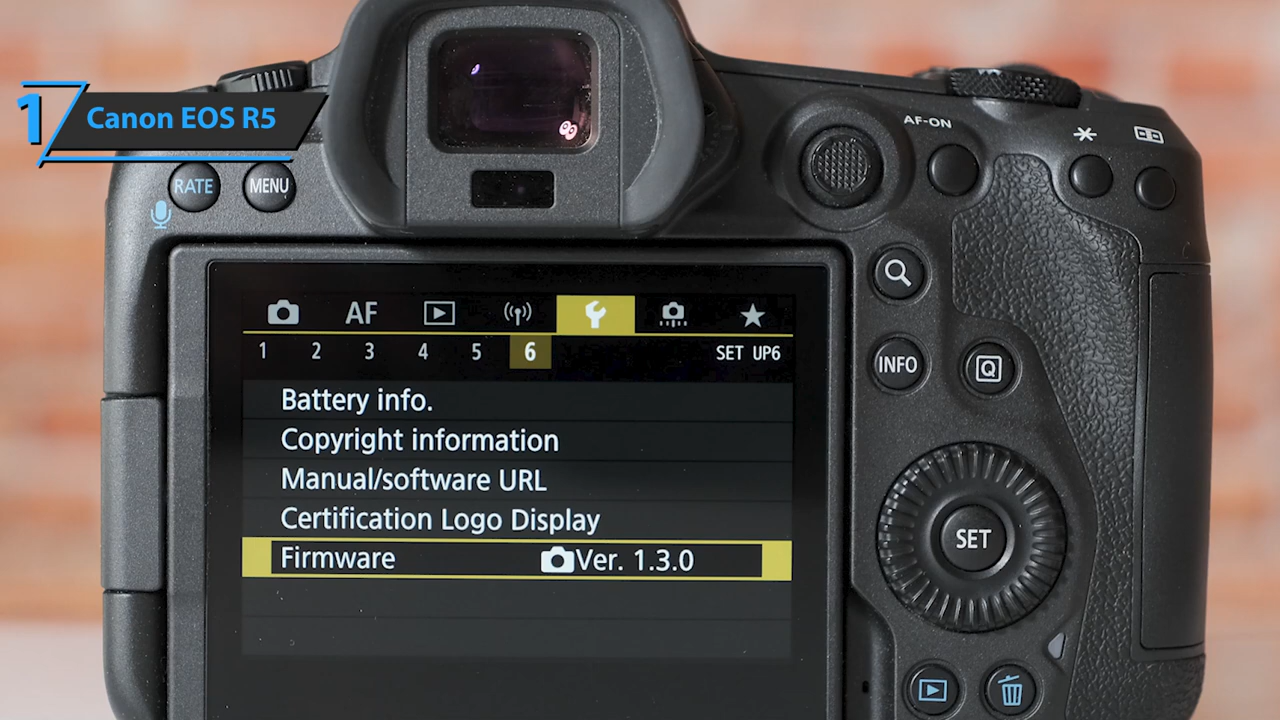 1 Canon EOS R5
AF-ON
RATE MENU
AF
1 2 3 4 5 6 SET UP6
INFO Q
Battery info.
Copyright information
Manual/software URL
Certification Logo Display
Firmware Ver. 1.3.0
SET